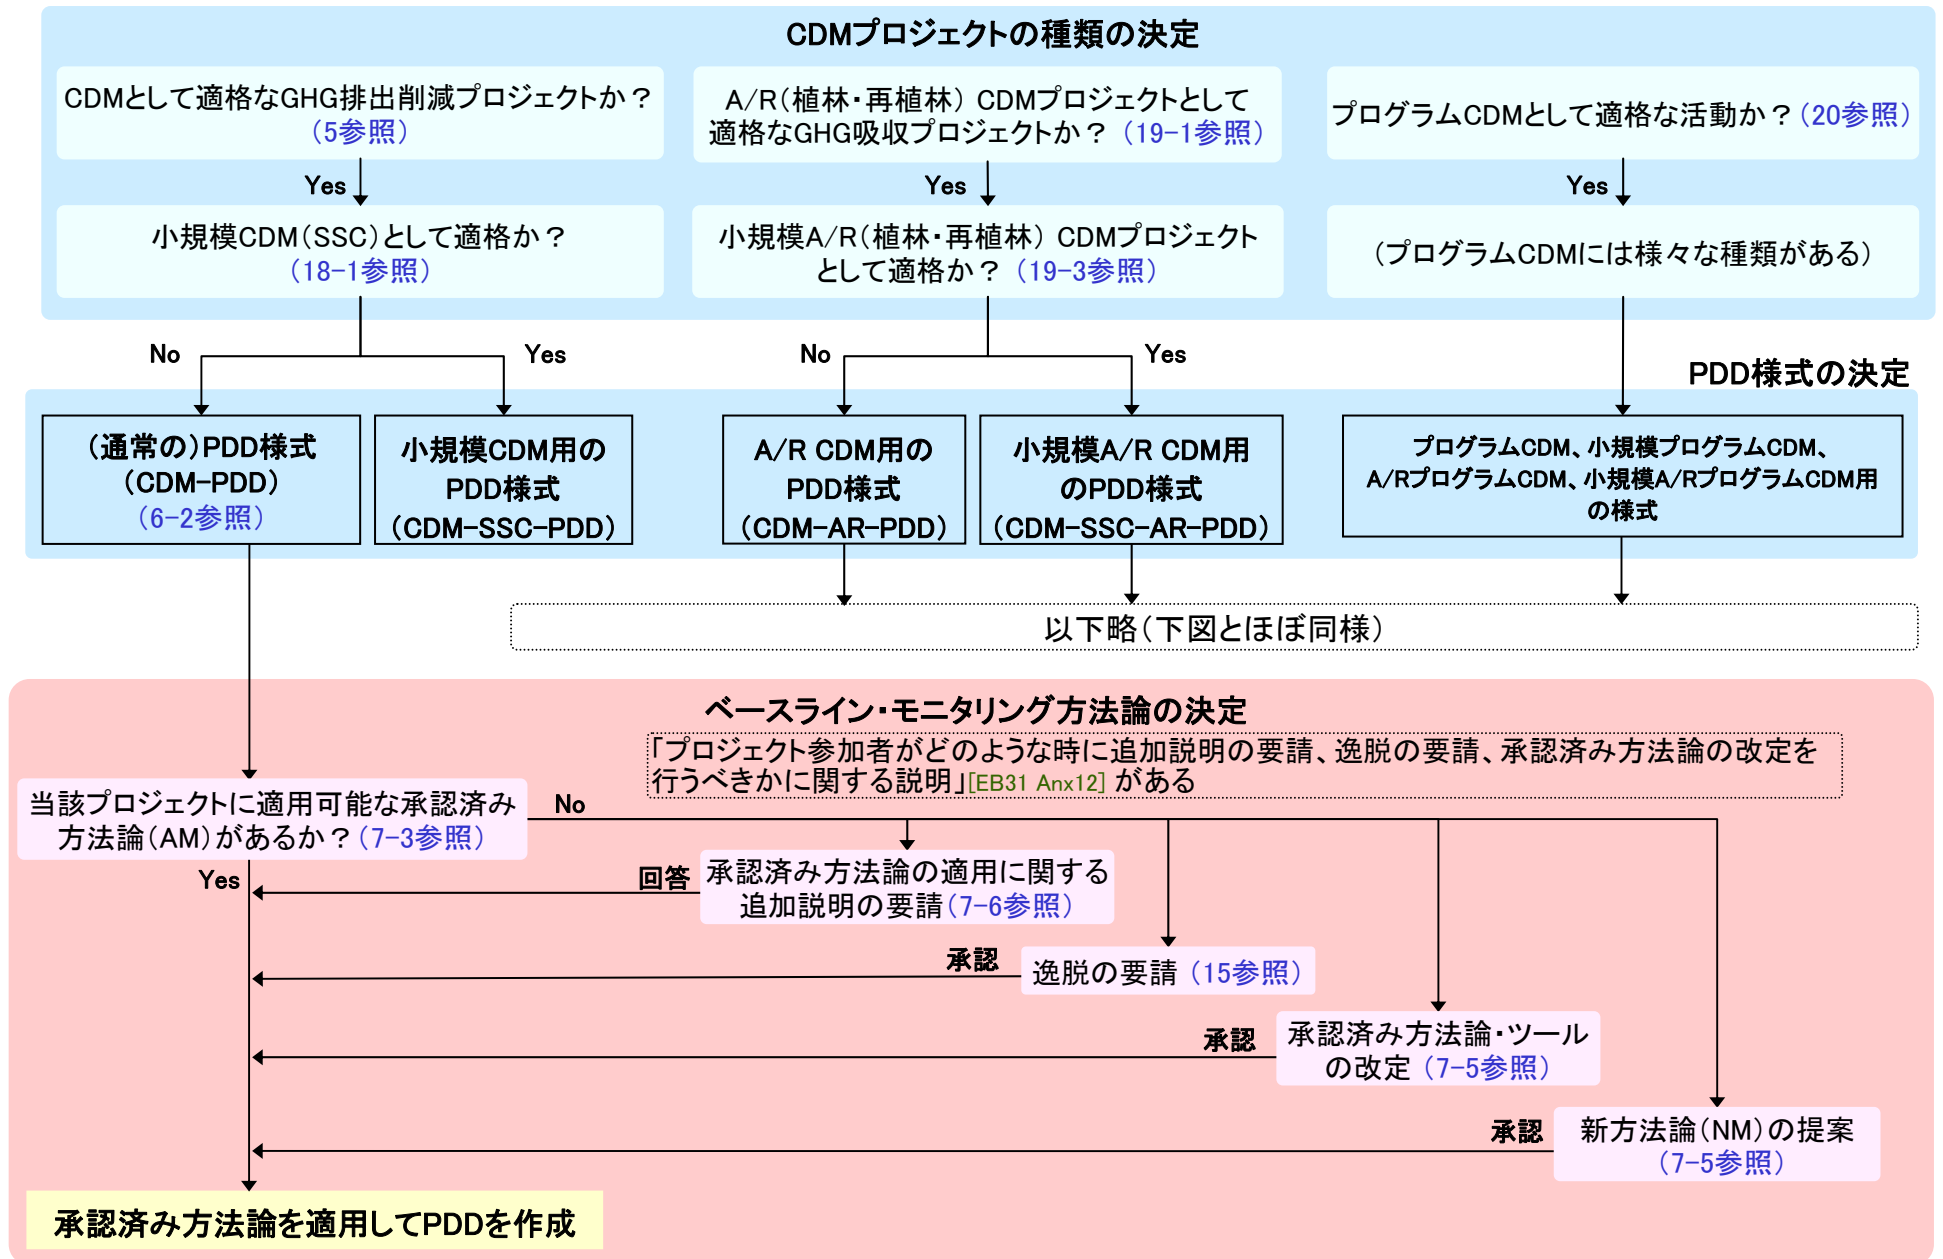 CDMプロジェクトの種類の決定
CDMとして適格なGHG排出削減プロジェクトか？
（5参照）
A/R（植林・再植林） CDMプロジェクトとして
適格なGHG吸収プロジェクトか？ （19-1参照）
プログラムCDMとして適格な活動か？（20参照）
Yes
Yes
Yes
小規模CDM（SSC）として適格か？
（18-1参照）
小規模A/R（植林・再植林） CDMプロジェクト
として適格か？ （19-3参照）
（プログラムCDMには様々な種類がある）
No
Yes
No
Yes
PDD様式の決定
（通常の）PDD様式
（CDM-PDD）
（6-2参照）
小規模CDM用の
PDD様式
（CDM-SSC-PDD）
A/R CDM用の
PDD様式
（CDM-AR-PDD）
小規模A/R CDM用
のPDD様式
（CDM-SSC-AR-PDD）
プログラムCDM、小規模プログラムCDM、
A/RプログラムCDM、小規模A/RプログラムCDM用
の様式
以下略（下図とほぼ同様）
ベースライン・モニタリング方法論の決定
「プロジェクト参加者がどのような時に追加説明の要請、逸脱の要請、承認済み方法論の改定を
行うべきかに関する説明」[EB31 Anx12] がある
当該プロジェクトに適用可能な承認済み
方法論（AM）があるか？（7-3参照）
No
Yes
回答
承認済み方法論の適用に関する
追加説明の要請（7-6参照）
承認
逸脱の要請 （15参照）
承認
承認済み方法論・ツール
の改定 （7-5参照）
承認
新方法論（NM）の提案
（7-5参照）
承認済み方法論を適用してPDDを作成